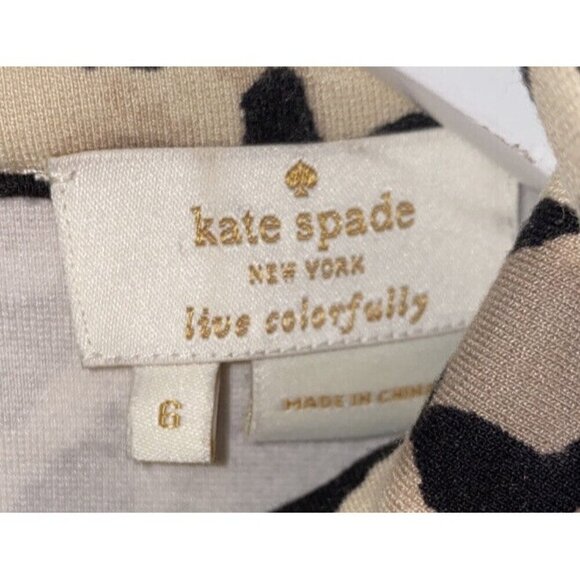 kate spade
NEW YORK
live colorfully
6
MADE IN CHINA